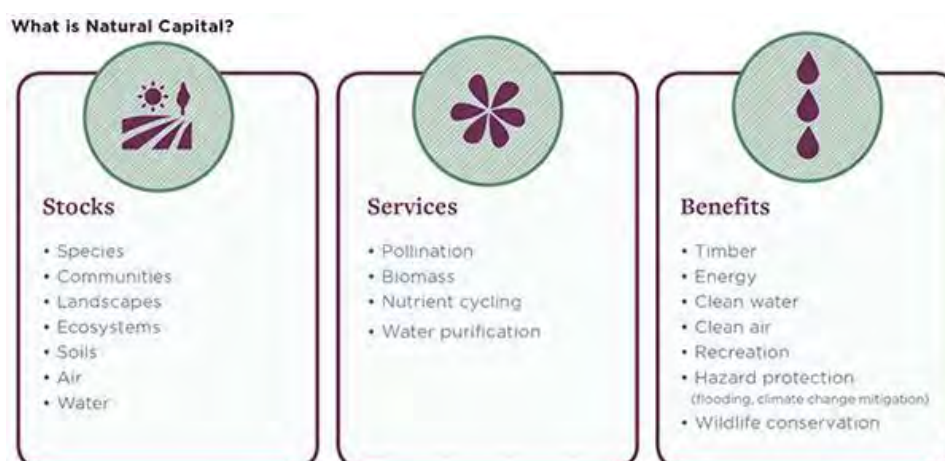 What is Natural Capital?
Stocks
• Species
• Communities
• Landscapes
• Ecosystems
• Soils
• Air
• Water
Services
• Pollination
• Biomass
• Nutrient cycling
• Water purification
Benefits
• Timber
• Energy
• Clean water
• Clean air
• Recreation
• Hazard protection
(flooding, climate change mitigation)
• Wildlife conservation